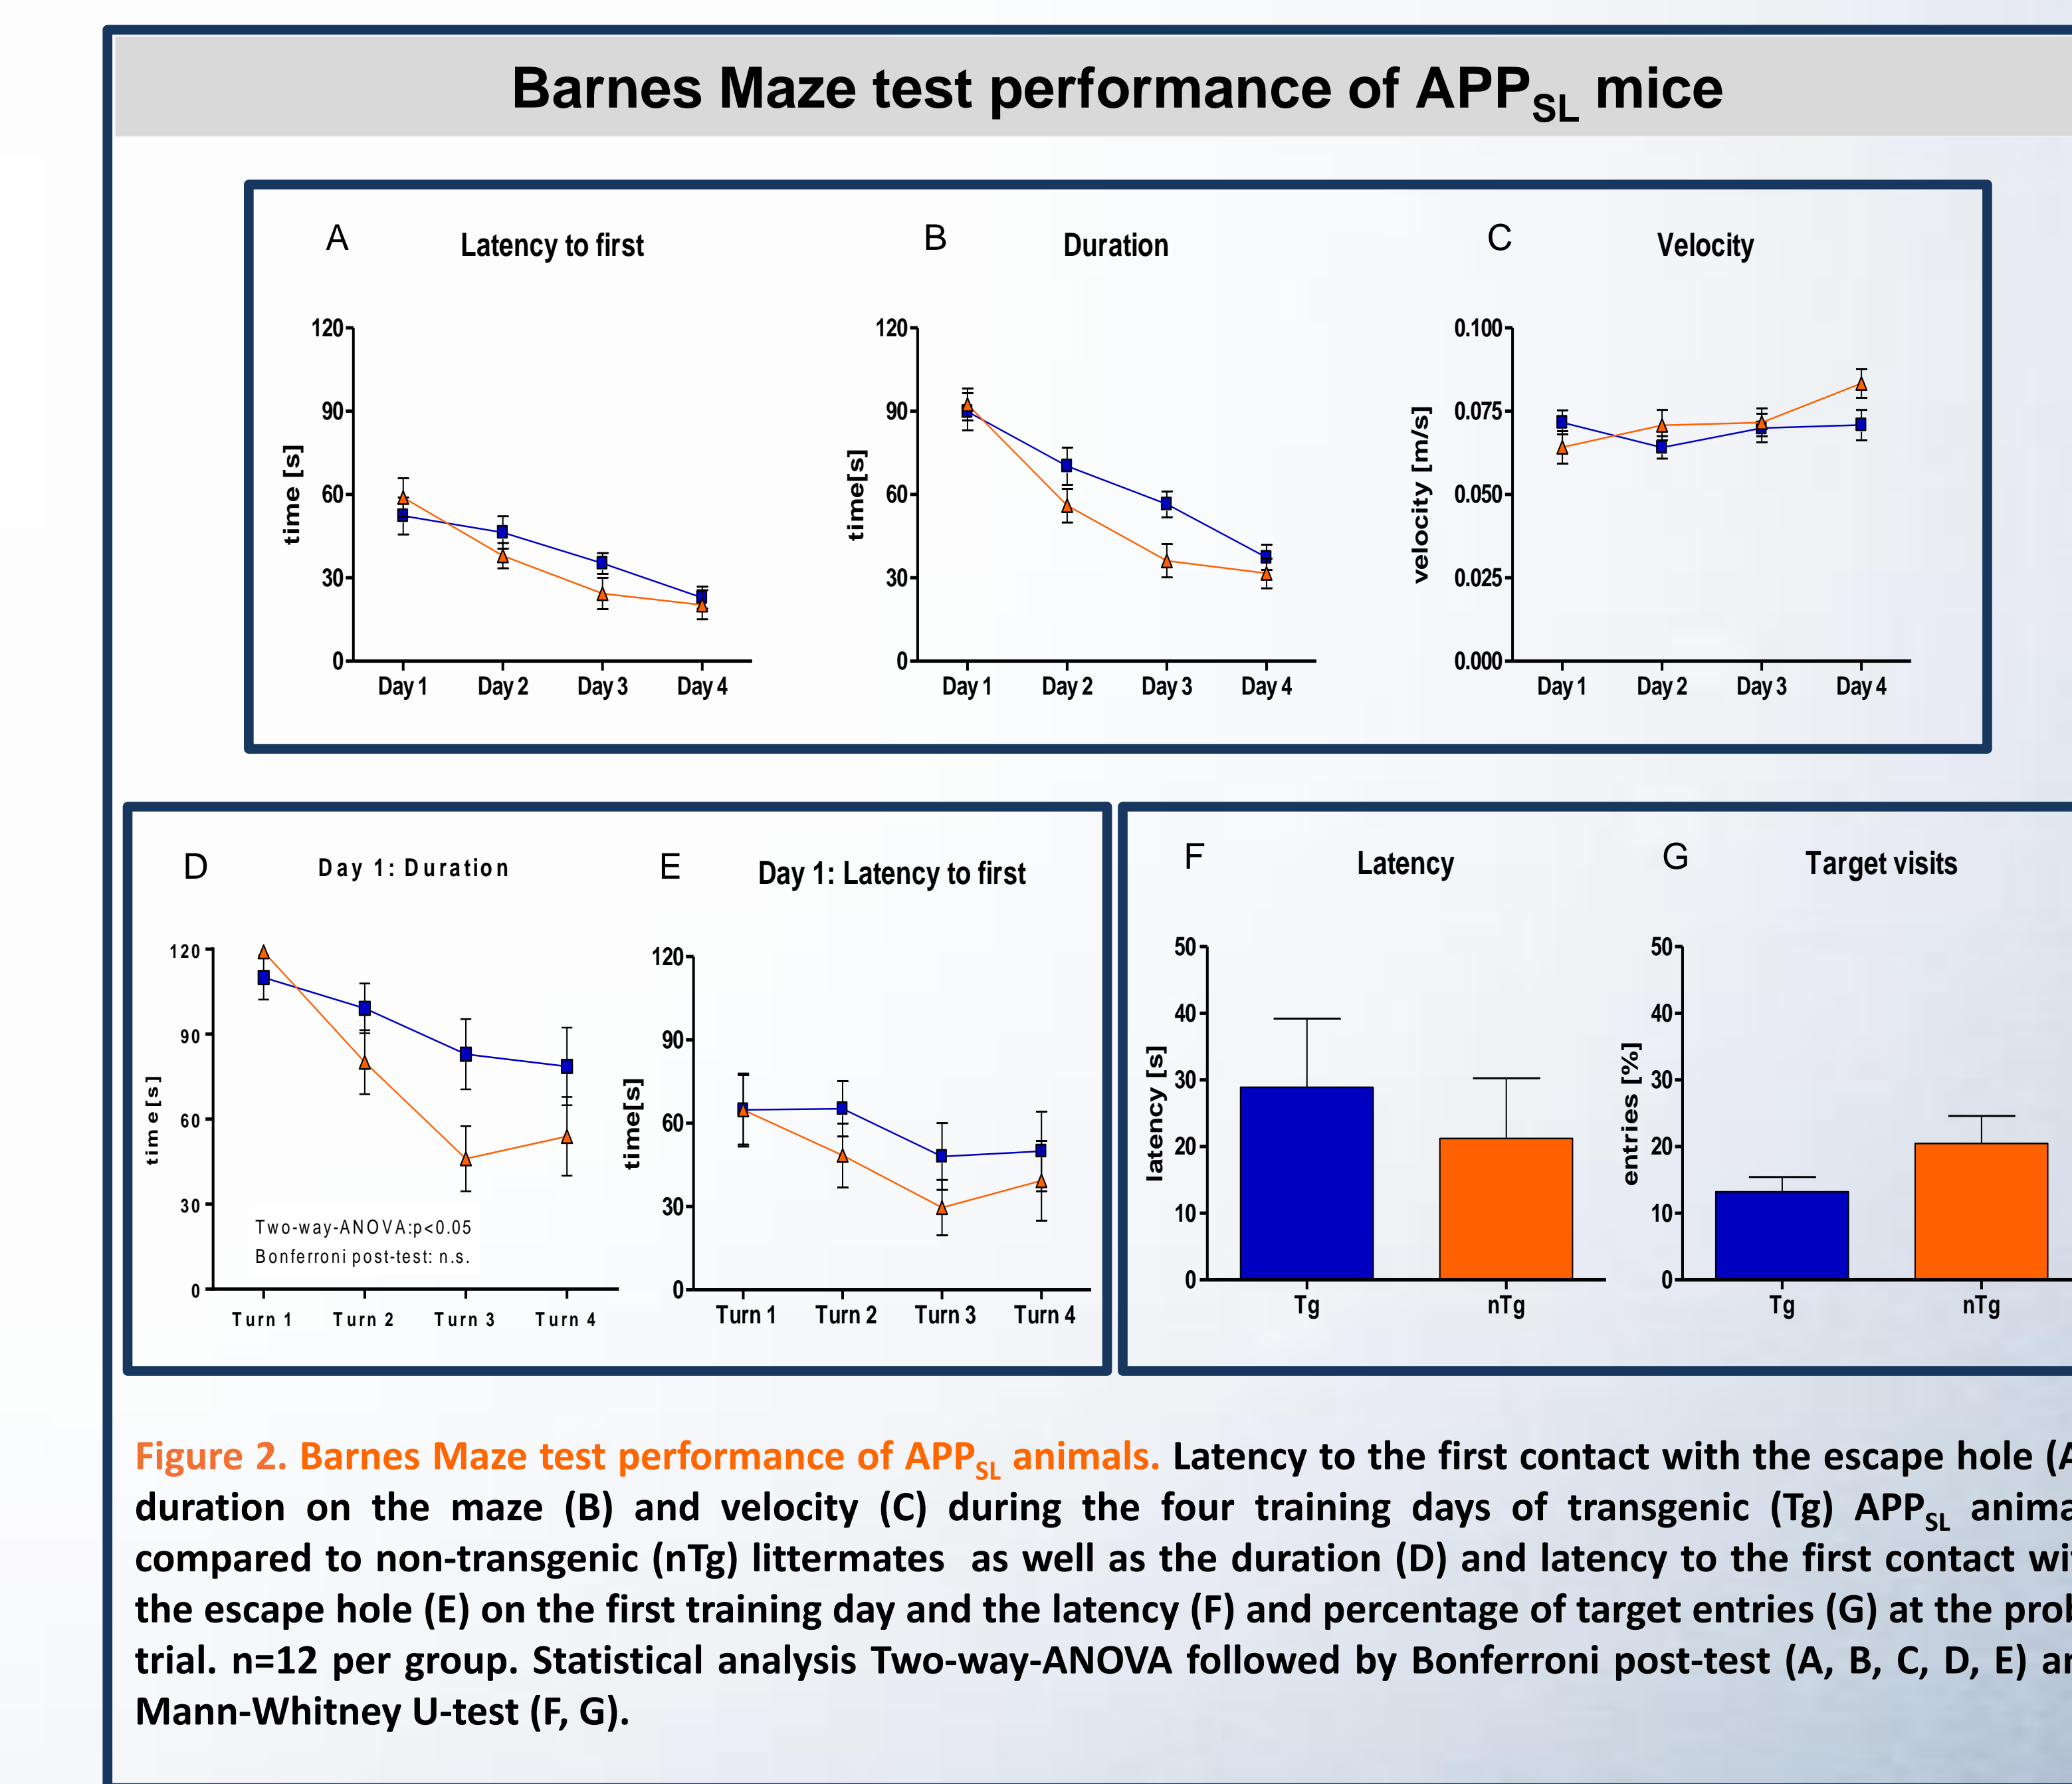 Barnes Maze test performance of APPSL mice
A
Latency to first
time [s]
120
90
60
30
0
Day 1 Day 2 Day 3 Day 4
B
Duration
time[s]
120
90
60
30
0
Day 1 Day 2 Day 3 Day 4
C
Velocity
velocity [m/s]
0.100
0.075
0.050
0.025
0.000
Day 1 Day 2 Day 3 Day 4
D
Day 1: Duration
time[s]
120
90
60
30
0
Two-way-ANOVA:p<0.05
Bonferroni post-test: n.s.
Turn 1 Turn 2 Turn 3 Turn 4
E
Day 1: Latency to first
time[s]
120
90
60
30
0
Turn 1 Turn 2 Turn 3 Turn 4
F
Latency
latency [s]
50
40
30
20
10
0
Tg nTg
G
Target visits
entries [%]
50
40
30
20
10
0
Tg nTg
Figure 2. Barnes Maze test performance of APPSL animals. Latency to the first contact with the escape hole
duration on the maze (B) and velocity (C) during the four training days of transgenic (Tg) APPSL
compared to non-transgenic (nTg) littermates as well as the duration (D) and latency to the first contact
the escape hole (E) on the first training day and the latency (F) and percentage of target entries (G) at the
trial. n=12 per group. Statistical analysis Two-way-ANOVA followed by Bonferroni post-test (A, B, C, D, E)
Mann-Whitney U-test (F, G).